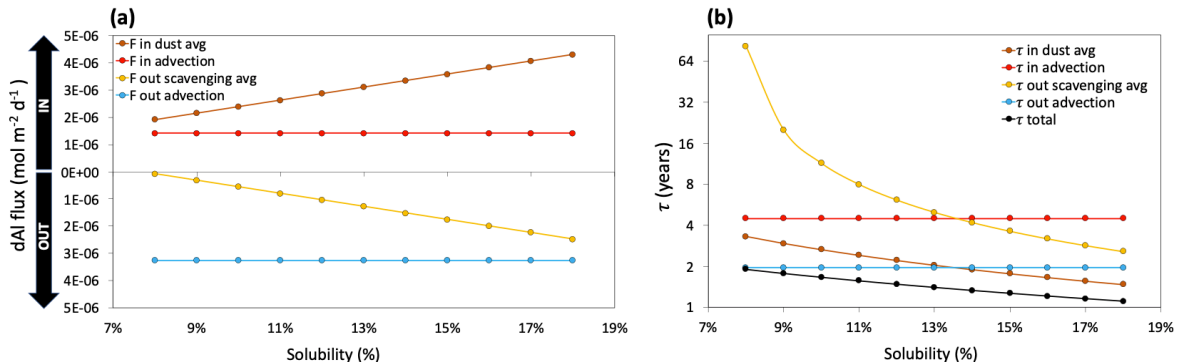 (a)
F in dust avg
F in advection
F out scavenging avg
F out advection
dAl flux (mol m⁻² d⁻¹)
IN
OUT
5E-06
4E-06
3E-06
2E-06
1E-06
0E+00
1E-06
2E-06
3E-06
4E-06
5E-06
7% 9% 11% 13% 15% 17% 19%
Solubility (%)
(b)
τ in dust avg
τ in advection
τ out scavenging avg
τ out advection
τ total
τ (years)
64
32
16
8
4
2
1
7% 9% 11% 13% 15% 17% 19%
Solubility (%)